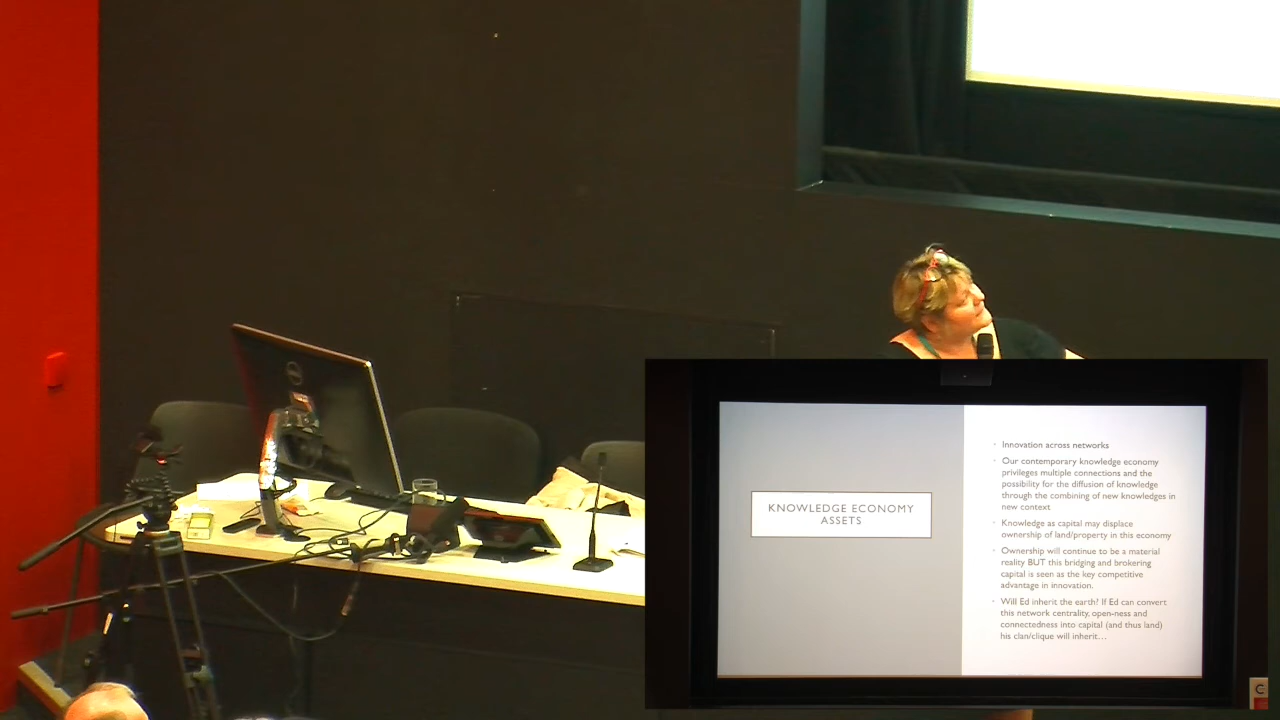 KNOWLEDGE ECONOMY
ASSETS
Innovation across networks
Our contemporary knowledge economy
privileges multiple connections and the
possibility for the diffusion of knowledge
through the combining of new knowledges in
new context
Knowledge as capital may displace
ownership of land/property in this economy
Ownership will continue to be a material
reality BUT this bridging and brokering
capital is seen as the key competitive
advantage in innovation.
Will Ed inherit the earth? If Ed can convert
this network centrality, open-ness and
connectedness into capital (and thus land)
his clan/clique will inherit...
C